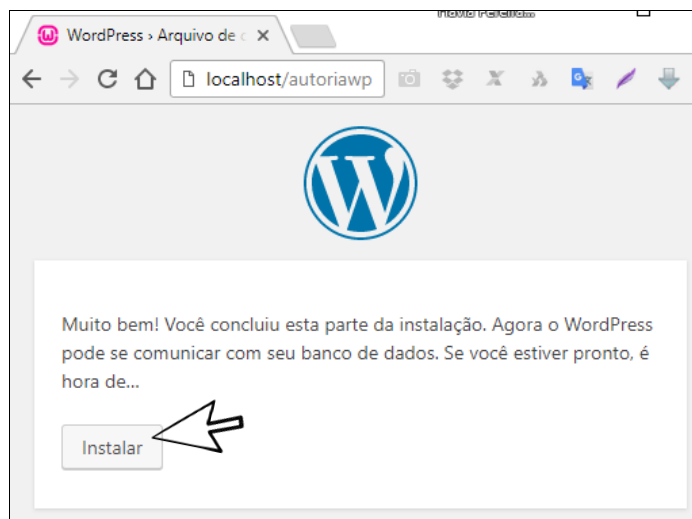 WordPress › Arquivo de c
localhost/autoriawp
Muito bem! Você concluiu esta parte da instalação. Agora o WordPress
pode se comunicar com seu banco de dados. Se você estiver pronto, é
hora de...
Instalar